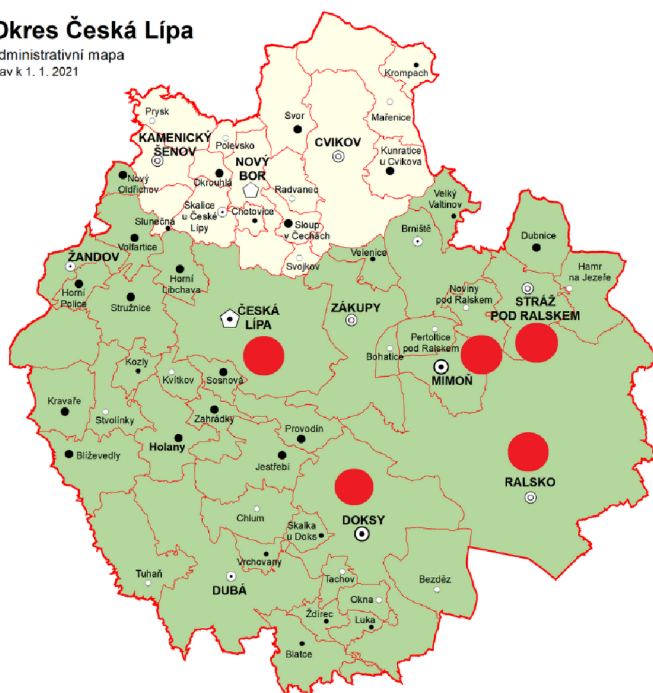 Okres Česká Lípa
administrativní mapa
stav k 1. 1. 2021
Krompach
Prysk
Svor
Mařenice
KAMENICKÝ
ŠENOV
Polevsko
CVIKOV
NOVÝ
BOR
Kunratice
u Cvikova
Nový
Oldřichov
Okrouhlá
Radvanec
Velký
Valtinov
Skalice
u České
Lípy
Chotovice
Slunečná
Sloup
v Čechách
Brniště
Dubnice
Volfartice
Velenice
Svojkov
ŽANDOV
Horní
Libchava
Hamr
na Jezeře
Horní
Police
Noviny
pod Ralskem
STRÁŽ
POD RALSKEM
Stružnice
ČESKÁ
LÍPA
ZÁKUPY
Pertoltice
pod Ralskem
Bohatice
Kozly
Kvítkov
Sosnová
MIMOŇ
Kravaře
Stvolínky
Zahrádky
Holany
Provodín
Blíževedly
Jestřebí
RALSKO
Chlum
Skalka
u Doks
DOKSY
Vrchovany
Tuhaň
DUBÁ
Tachov
Bezděz
Okna
Ždírec
Luka
Blatce